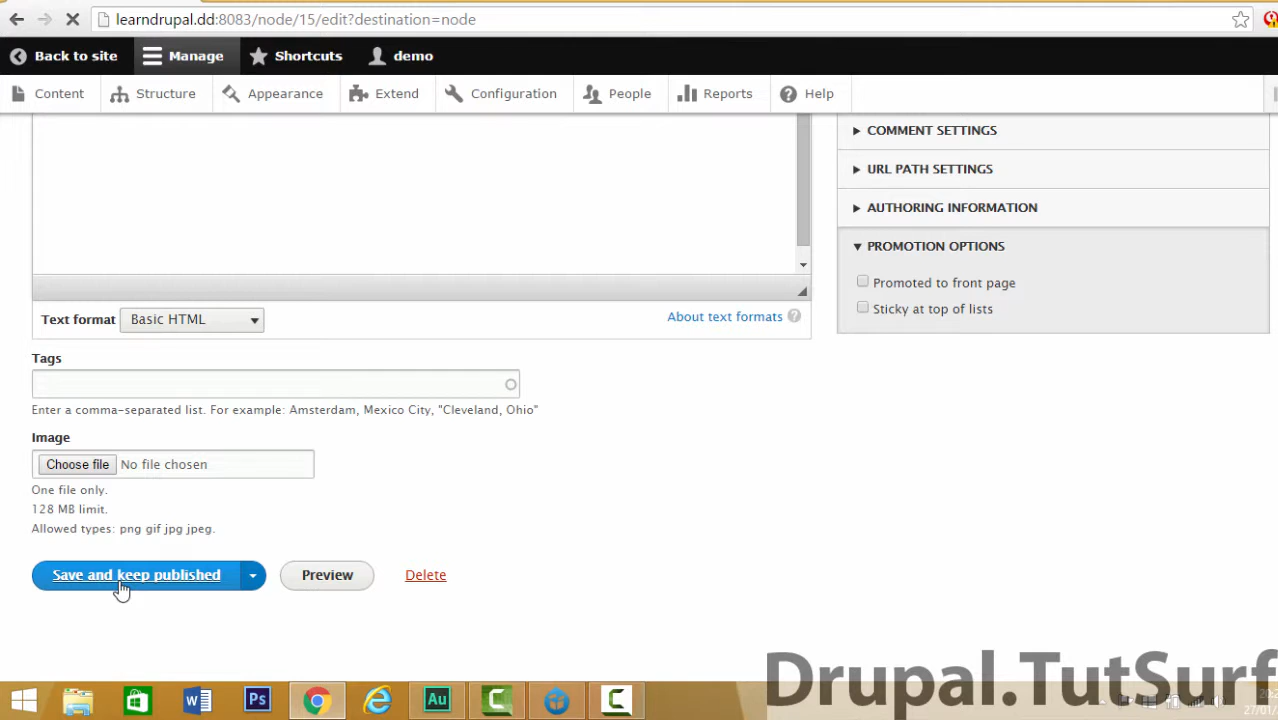 learndrupal.dd:8083/node/15/edit?destination=node
Back to site Manage Shortcuts demo
Content Structure Appearance Extend Configuration People Reports Help
COMMENT SETTINGS
URL PATH SETTINGS
AUTHORING INFORMATION
PROMOTION OPTIONS
Promoted to front page
Sticky at top of lists
Text format Basic HTML About text formats ?
Tags
Enter a comma-separated list. For example: Amsterdam, Mexico City, "Cleveland, Ohio"
Image
Choose file No file chosen
One file only.
128 MB limit.
Allowed types: png gif jpg jpeg.
Save and keep published Preview Delete
Drupal.TutSurf
W Ps e Au C C